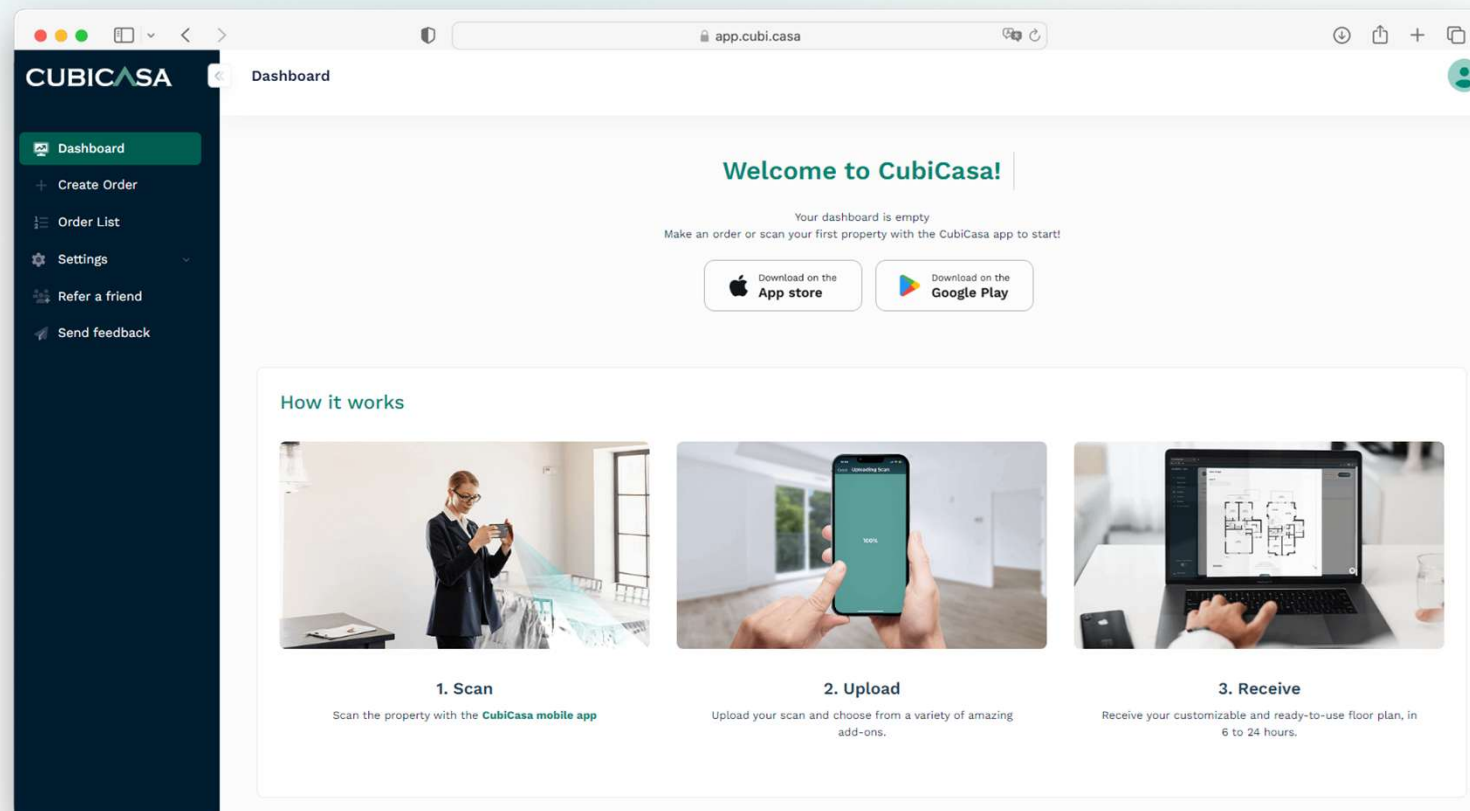 app.cubi.casa
CUBICASA
Dashboard
Dashboard
Create Order
Order List
Settings
Refer a friend
Send feedback
Welcome to CubiCasa!
Your dashboard is empty
Make an order or scan your first property with the CubiCasa app to start!
Download on the
App store
Download on the
Google Play
How it works
Uploading Scan
100%
1. Scan
Scan the property with the CubiCasa mobile app
2. Upload
Upload your scan and choose from a variety of amazing
add-ons.
3. Receive
Receive your customizable and ready-to-use floor plan, in
6 to 24 hours.